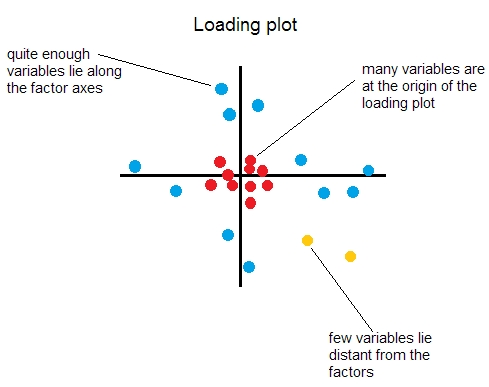 Loading plot
quite enough
variables lie along
the factor axes
many variables are
at the origin of the
loading plot
few variables lie
distant from the
factors